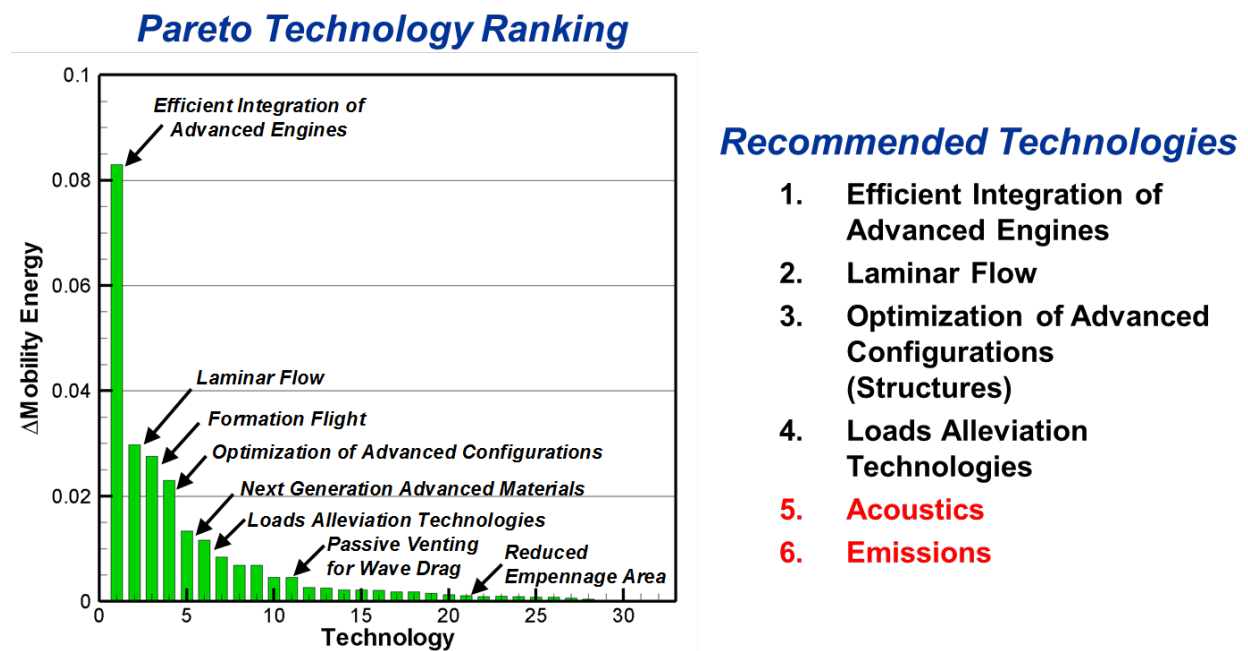 Pareto Technology Ranking
0.1
0.08
0.06
0.04
0.02
0
ΔMobility Energy
Efficient Integration of
Advanced Engines
Laminar Flow
Formation Flight
Optimization of Advanced Configurations
Next Generation Advanced Materials
Loads Alleviation Technologies
Passive Venting
for Wave Drag
Reduced
Empennage Area
0 5 10 15 20 25 30
Technology
Recommended Technologies
1. Efficient Integration of
Advanced Engines
2. Laminar Flow
3. Optimization of Advanced
Configurations
(Structures)
4. Loads Alleviation
Technologies
5. Acoustics
6. Emissions